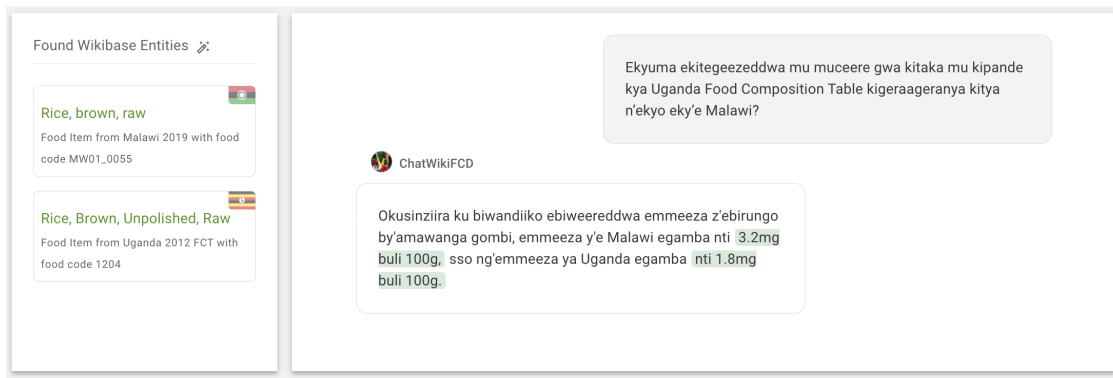 Found Wikibase Entities
Rice, brown, raw
Food Item from Malawi 2019 with food
code MW01_0055
Rice, Brown, Unpolished, Raw
Food Item from Uganda 2012 FCT with
food code 1204
Ekyuma ekitegeezeddwa mu muceere gwa kitaka mu kipande
kya Uganda Food Composition Table kigeraageranya kitya
n’ekyo eky’e Malawi?
ChatWikiFCD
Okusinziira ku biwandiiko ebiweereddwa emmeeza z'ebirungo
by'amawanga gombi, emmeeza y'e Malawi egamba nti 3.2mg
buli 100g, sso ng'emmeeza ya Uganda egamba nti 1.8mg
buli 100g.